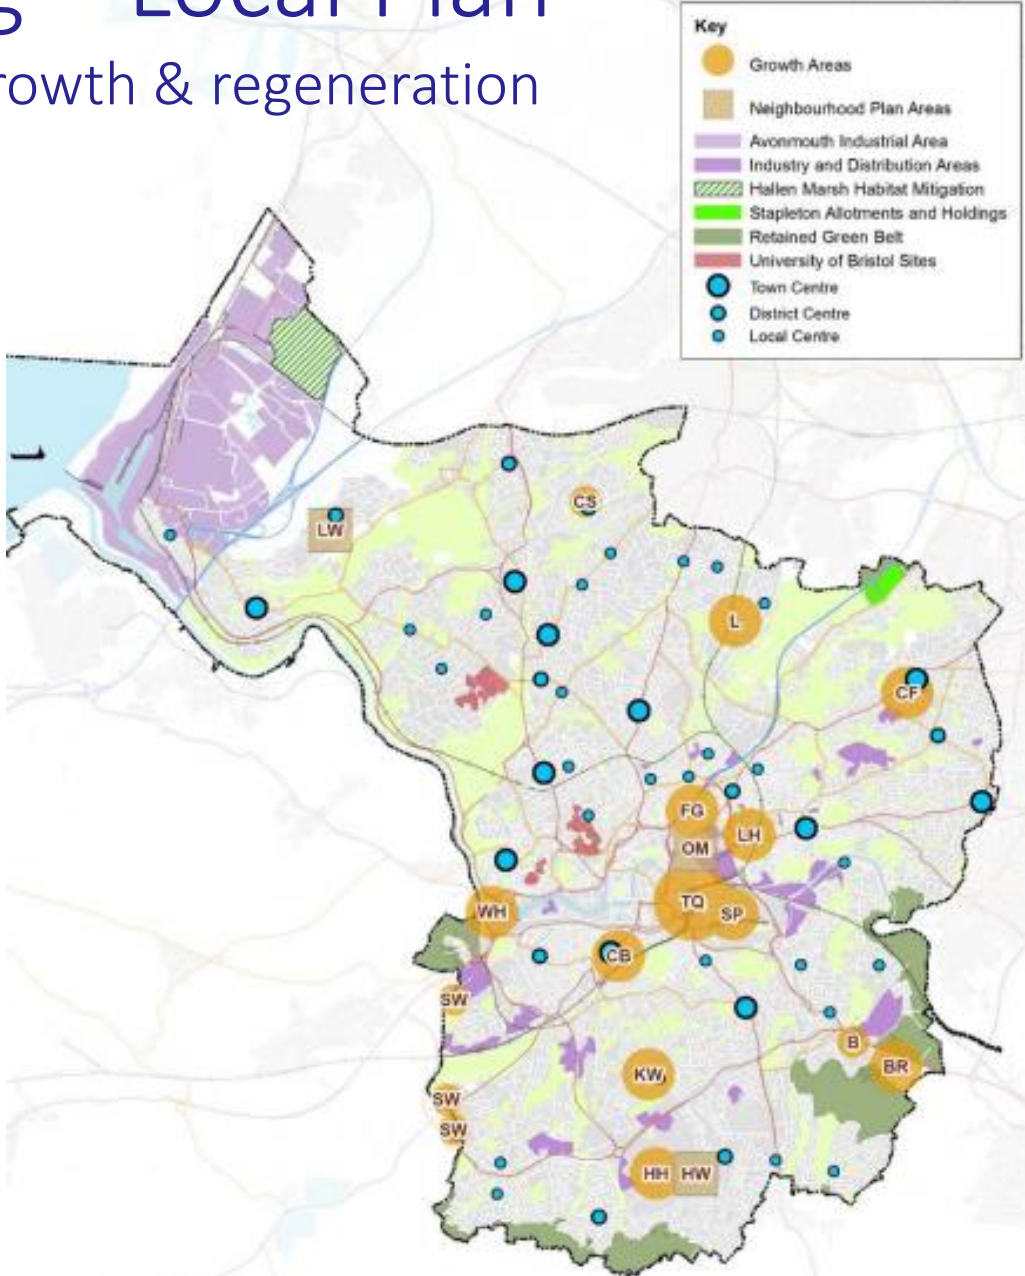 g Local Plan
rowth & regeneration
Key
Growth Areas
Neighbourhood Plan Areas
Avonmouth Industrial Area
Industry and Distribution Areas
Hallen Marsh Habitat Mitigation
Stapleton Allotments and Holdings
Retained Green Belt
University of Bristol Sites
Town Centre
District Centre
Local Centre
CS
LW
L
CF
FG
LH
OM
TQ
SP
WH
CB
SW
B
BR
KW
SW
SW
HH
HW